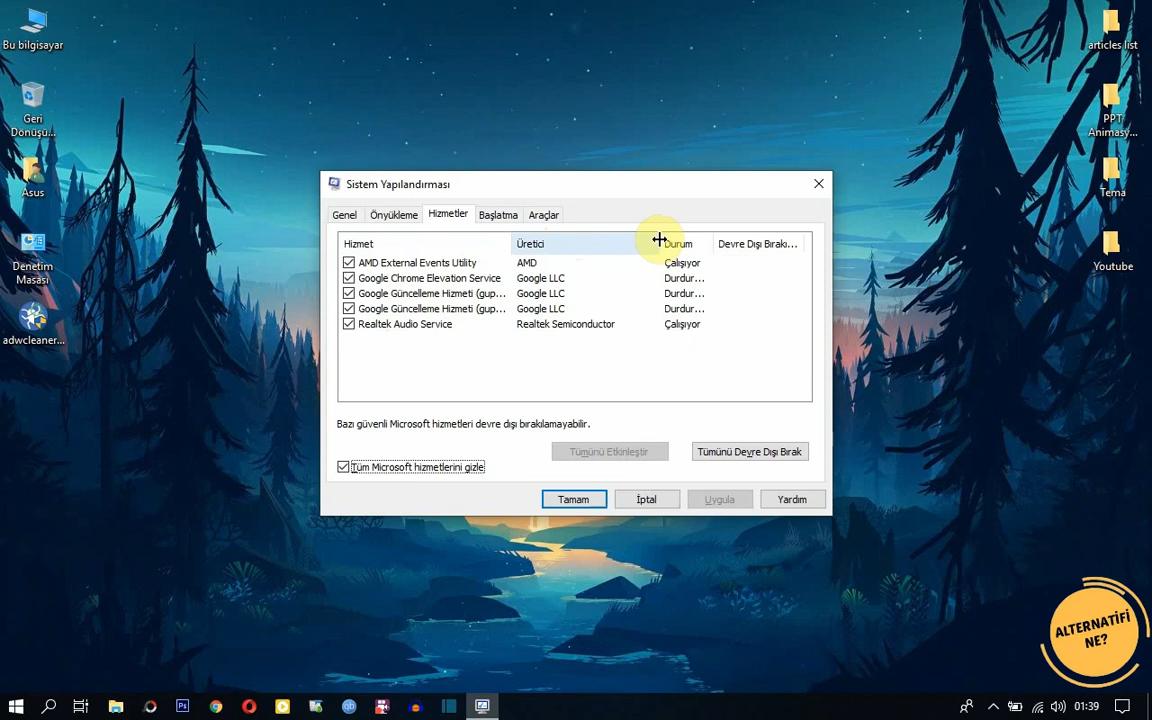 Bu bilgisayar
Geri
Dönüşü...
Asus
Denetim
Masası
adwcleaner...
articles list
PPT
Animasy...
Tema
Youtube
Sistem Yapılandırması
Genel Önyükleme Hizmetler Başlatma Araçlar
Hizmet Üretici Durum Devre Dışı Bırakı...
AMD External Events Utility AMD Çalışıyor
Google Chrome Elevation Service Google LLC Durdur...
Google Güncelleme Hizmeti (gup... Google LLC Durdur...
Google Güncelleme Hizmeti (gup... Google LLC Durdur...
Realtek Audio Service Realtek Semiconductor Çalışıyor
Bazı güvenli Microsoft hizmetleri devre dışı bırakılamayabilir.
Tümünü Etkinleştir Tümünü Devre Dışı Bırak
Tüm Microsoft hizmetlerini gizle
Tamam İptal Uygula Yardım
ALTERNATİFİ
NE?
Ps
qb
01:39